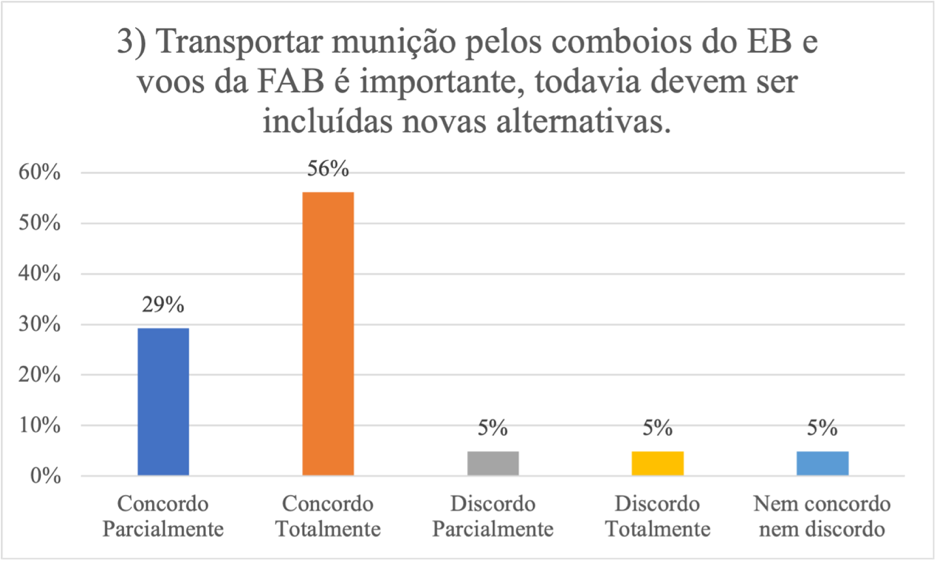 3) Transportar munição pelos comboios do EB e
voos da FAB é importante, todavia devem ser
incluídas novas alternativas.
60%
50%
40%
30%
20%
10%
0%
29%
56%
5%
5%
5%
Concordo
Parcialmente
Concordo
Totalmente
Discordo
Parcialmente
Discordo
Totalmente
Nem concordo
nem discordo